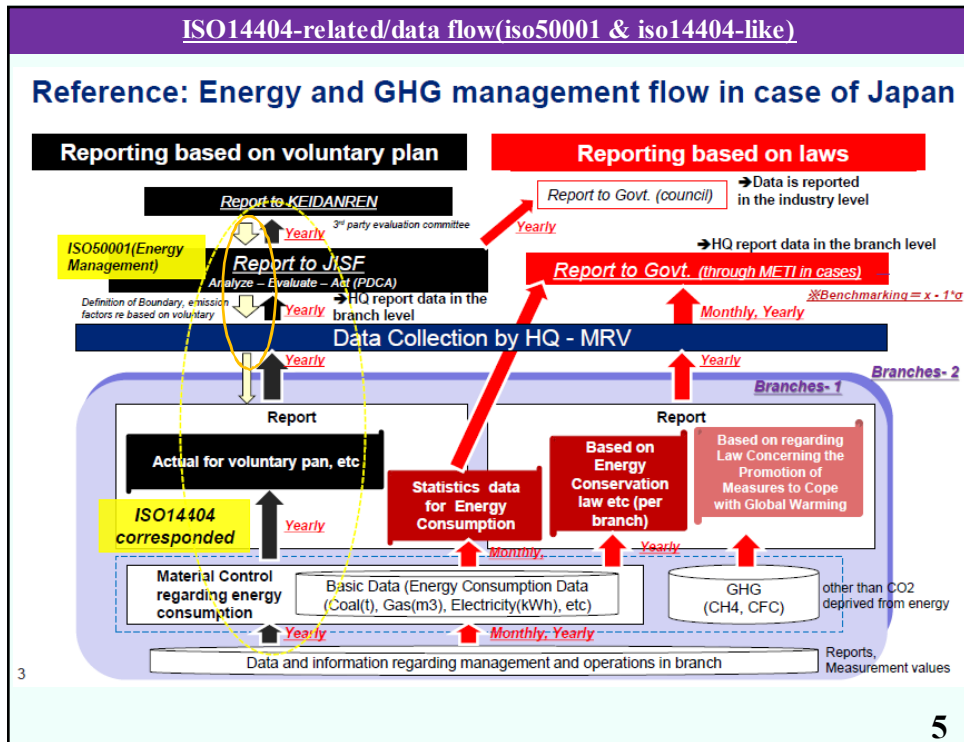 ISO14404-related/data flow(iso50001 & iso14404-like)
Reference: Energy and GHG management flow in case of Japan
Reporting based on voluntary plan
Reporting based on laws
Report to KEIDANREN
Report to Govt. (council)
➔Data is reported
in the industry level
3rd party evaluation committee
Yearly
Yearly
ISO50001(Energy
Management)
➔HQ report data in the branch level
Report to JISF
Analyze – Evaluate – Act (PDCA)
Report to Govt. (through METI in cases)
※Benchmarking＝x - 1*σ
Definition of Boundary, emission
factors re based on voluntary
Yearly
➔HQ report data in the
branch level
Monthly, Yearly
Data Collection by HQ - MRV
Yearly
Yearly
Branches- 2
Branches- 1
Report
Report
Actual for voluntary pan, etc
Statistics data
for Energy
Consumption
Based on
Energy
Conservation
law etc (per
branch)
Based on regarding
Law Concerning the
Promotion of
Measures to Cope
with Global Warming
ISO14404
corresponded
Yearly
Monthly,
Yearly
Material Control
regarding energy
consumption
Basic Data (Energy Consumption Data
(Coal(t), Gas(m3), Electricity(kWh), etc)
GHG
(CH4, CFC)
other than CO2
deprived from energy
Yearly
Monthly, Yearly
Data and information regarding management and operations in branch
Reports,
Measurement values
3
5